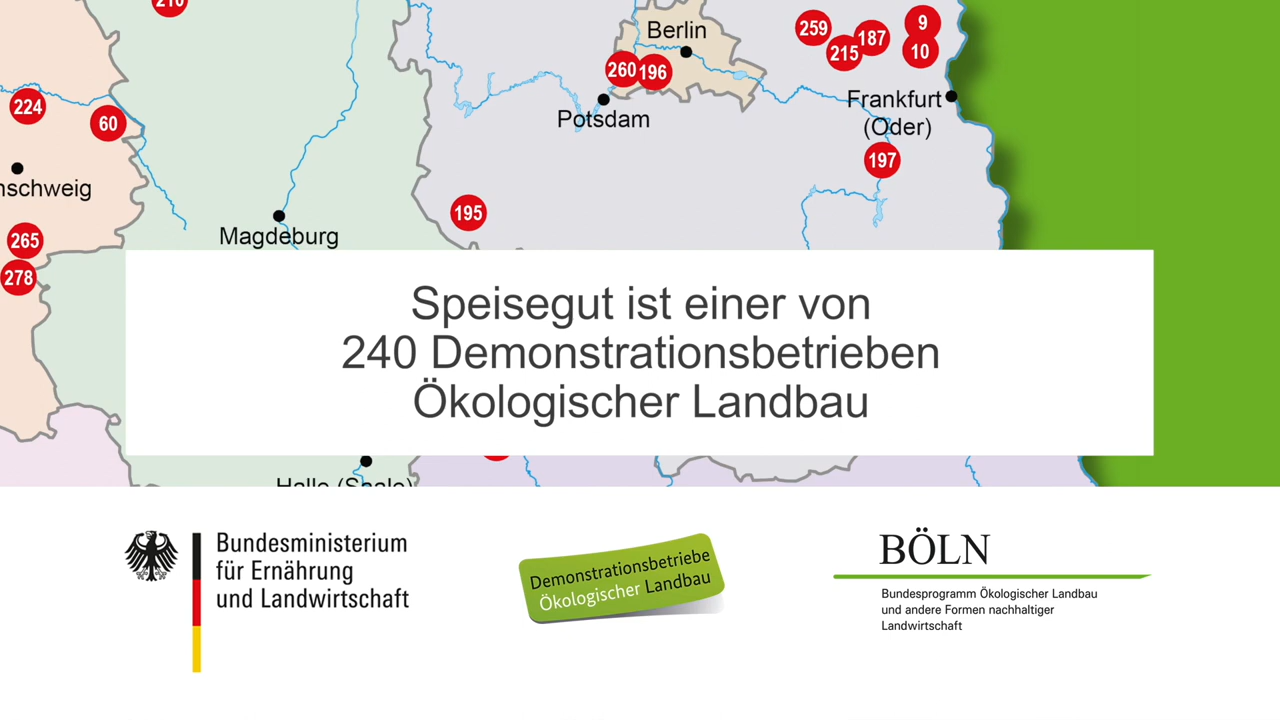 210
Berlin
259
187
9
215
10
260
196
224
60
Potsdam
Frankfurt
(Oder)
197
nschweig
195
Magdeburg
265
278
Speisegut ist einer von
240 Demonstrationsbetrieben
Ökologischer Landbau
Halle (Saale)
Bundesministerium
für Ernährung
und Landwirtschaft
Demonstrationsbetriebe
Ökologischer Landbau
BÖLN
Bundesprogramm Ökologischer Landbau
und andere Formen nachhaltiger
Landwirtschaft